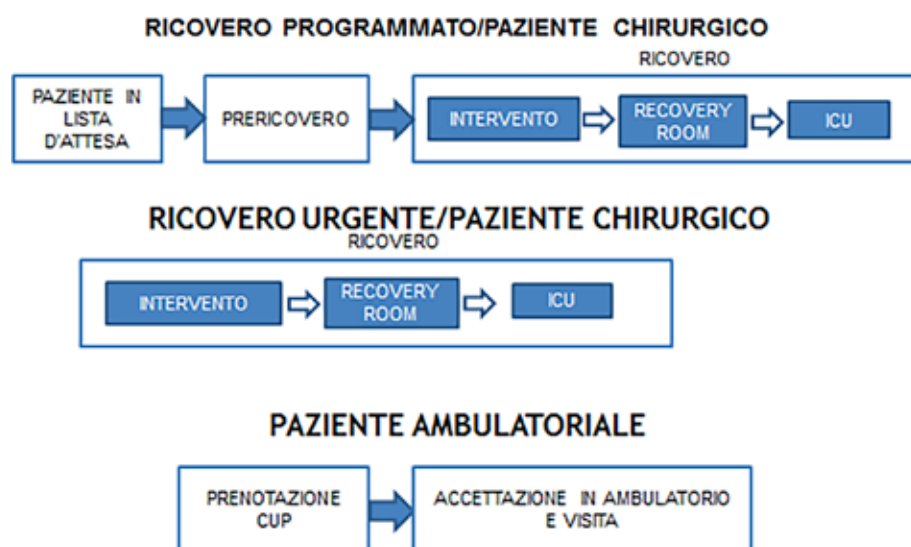 RICOVERO PROGRAMMATO/PAZIENTE CHIRURGICO
RICOVERO
PAZIENTE IN
LISTA
D'ATTESA
PRERICOVERO
INTERVENTO
RECOVERY
ROOM
ICU
RICOVERO URGENTE/PAZIENTE CHIRURGICO
RICOVERO
INTERVENTO
RECOVERY
ROOM
ICU
PAZIENTE AMBULATORIALE
PRENOTAZIONE
CUP
ACCETTAZIONE IN AMBULATORIO
E VISITA